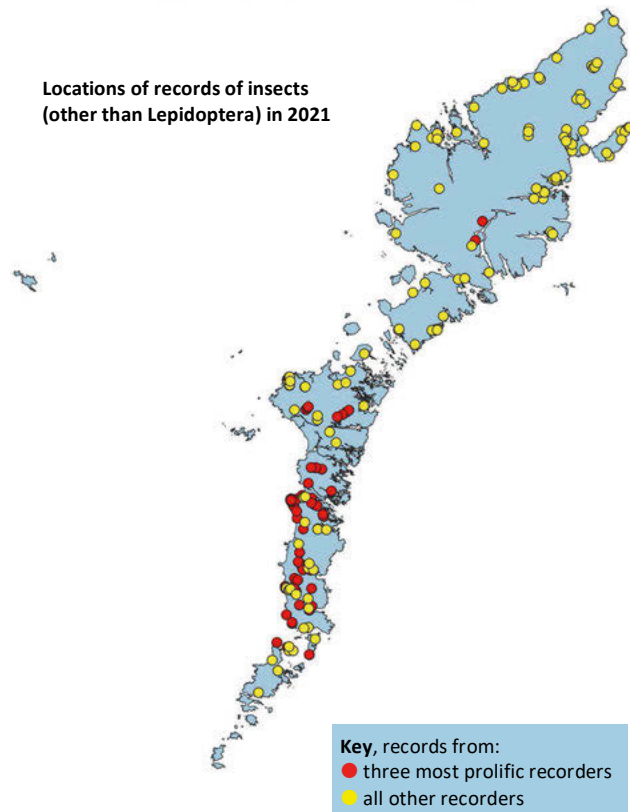 Locations of records of insects
(other than Lepidoptera) in 2021
Key, records from:
three most prolific recorders
all other recorders